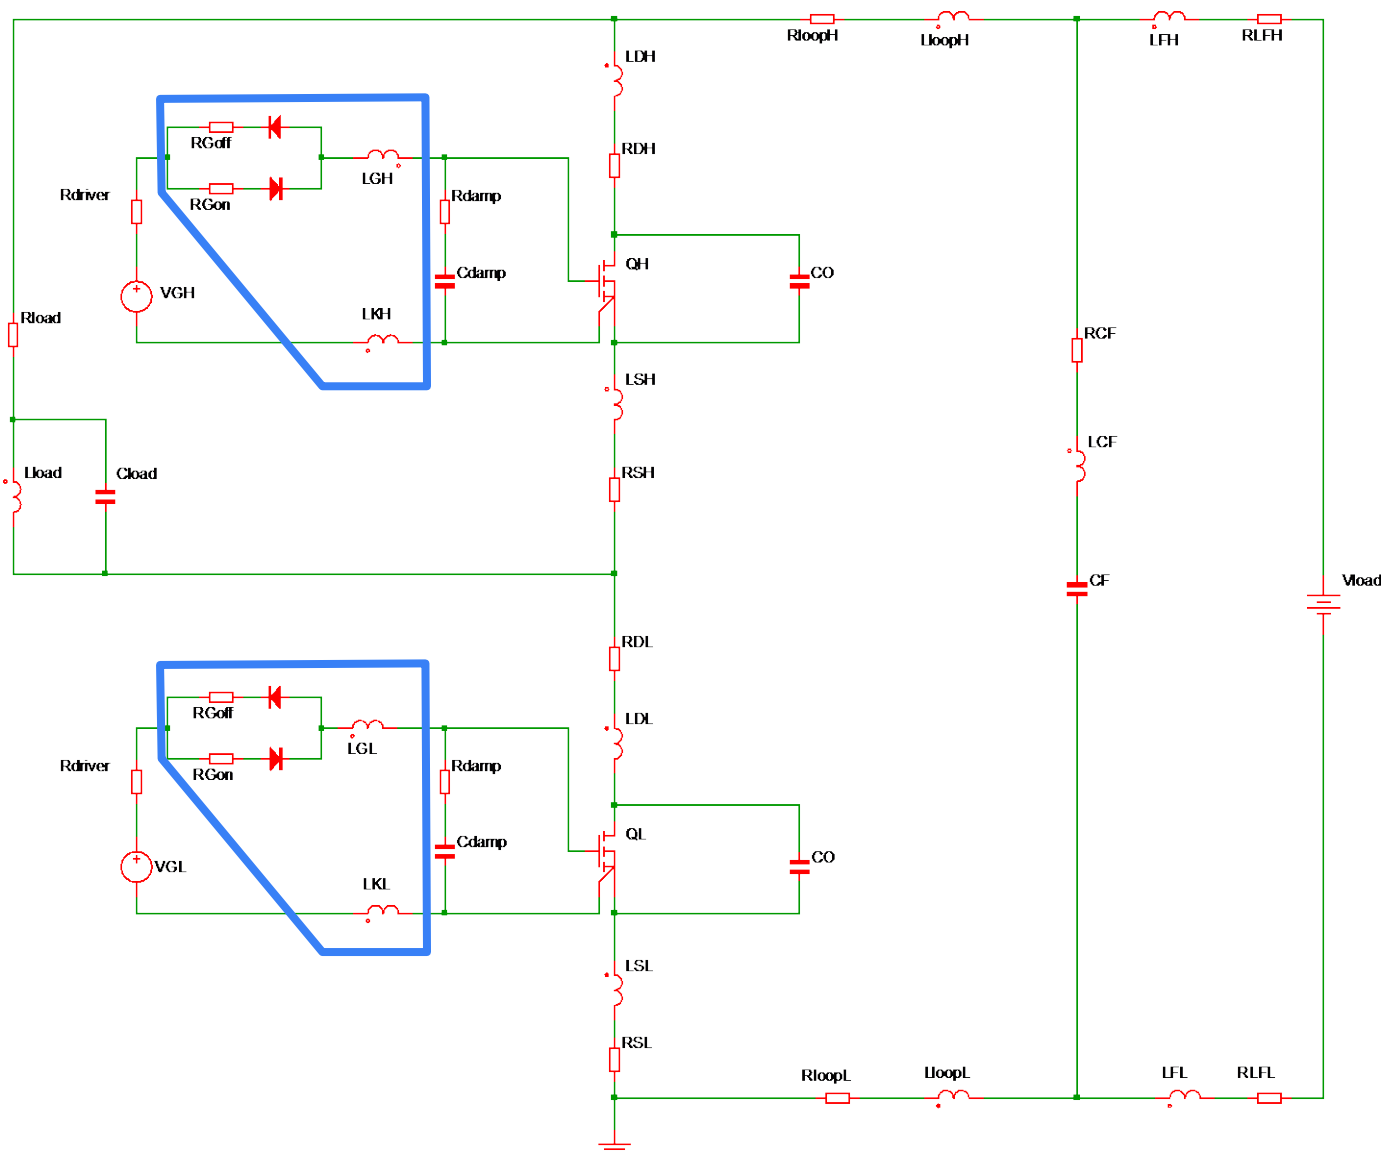 RloopH
LloopH
LFH
RLFH
LDH
RGoff
RDH
LGH
Rdriver
RGon
Rdamp
QH
Cdamp
CO
VGH
LKH
Rload
RCF
LSH
LCF
Lload
Cload
RSH
CF
Vload
RDL
RGoff
LDL
LGL
Rdriver
RGon
Rdamp
QL
Cdamp
CO
VGL
LKL
LSL
RSL
RloopL
LloopL
LFL
RLFL